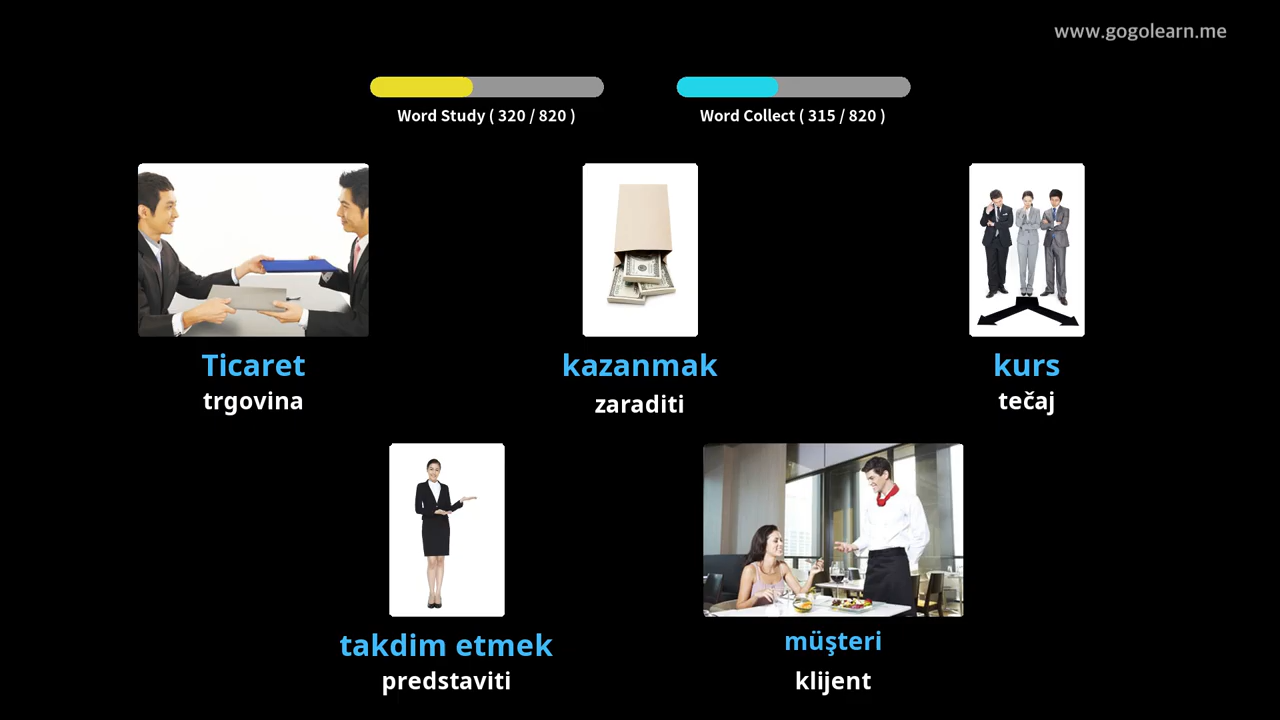 www.gogolearn.me
Word Study ( 320 / 820 )
Word Collect ( 315 / 820 )
Ticaret
trgovina
kazanmak
zaraditi
kurs
tečaj
takdim etmek
predstaviti
müşteri
klijent